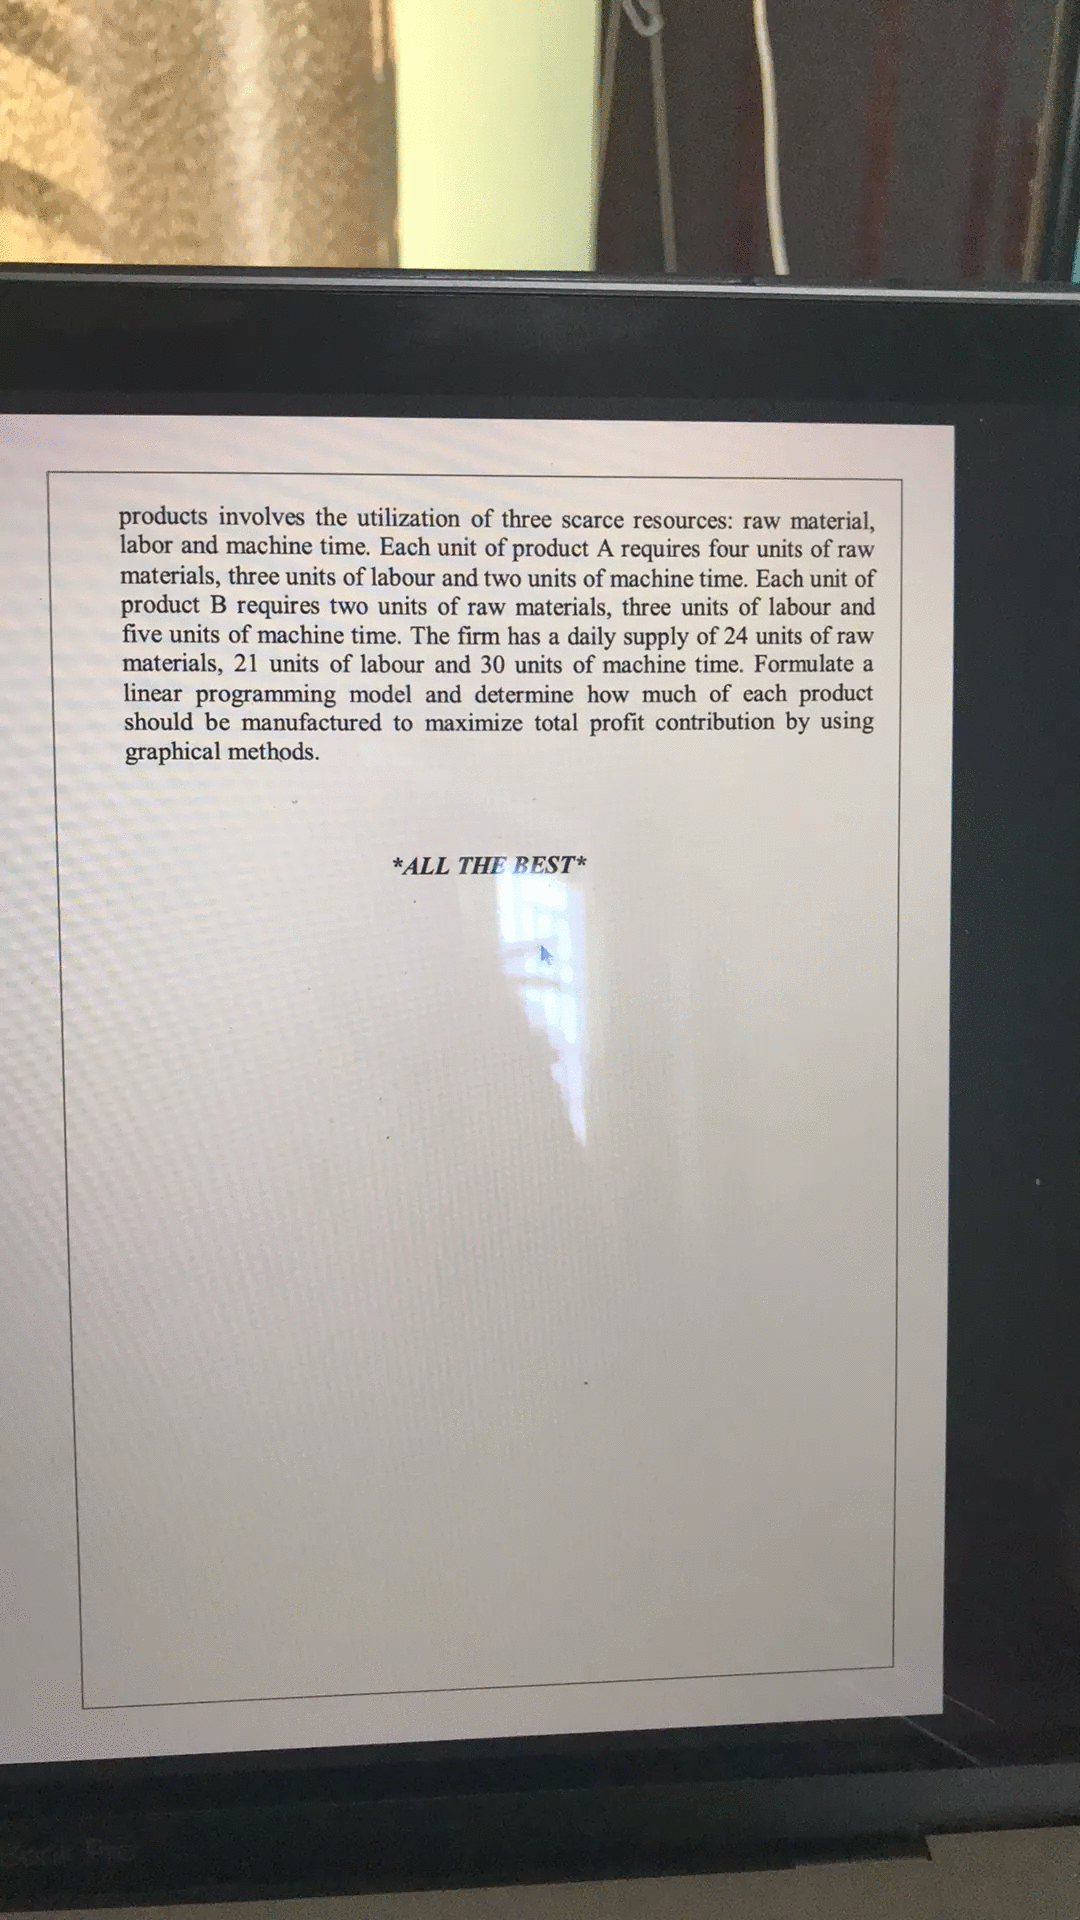 products involves the utilization of three scarce resources: raw material,
labor and machine time. Each unit of product A requires four units of raw
materials, three units of labour and two units of machine time. Each unit of
product B requires two units of raw materials, three units of labour and
five units of machine time. The firm has a daily supply of 24 units of raw
materials, 21 units of labour and 30 units of machine time. Formulate a
linear programming model and determine how much of each product
should be manufactured to maximize total profit contribution by using
graphical methods.
*ALL THE BEST*